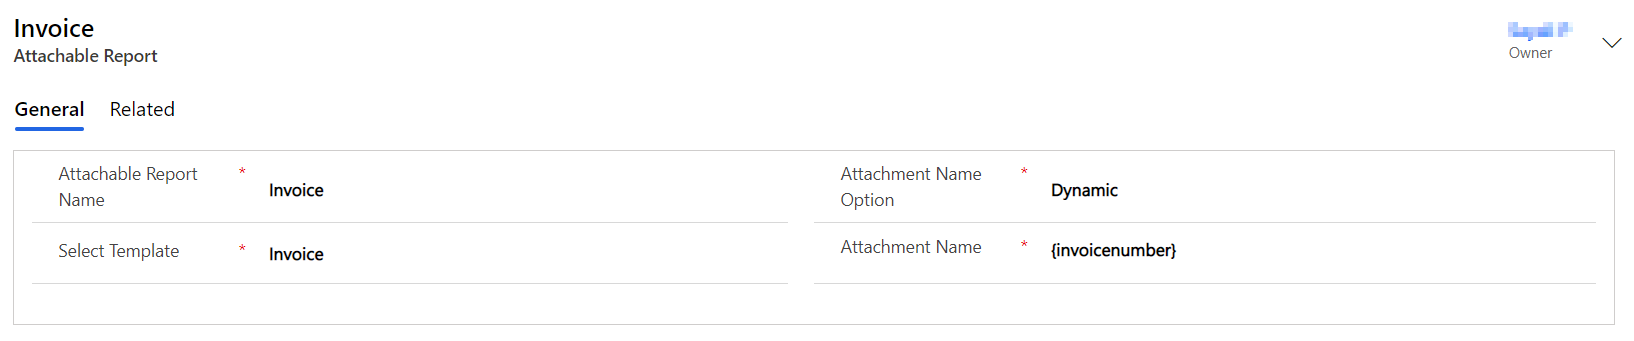 Invoice
Attachable Report
Owner
General Related
Attachable Report Name * Invoice
Attachment Name Option * Dynamic
Select Template * Invoice
Attachment Name * {invoicenumber}